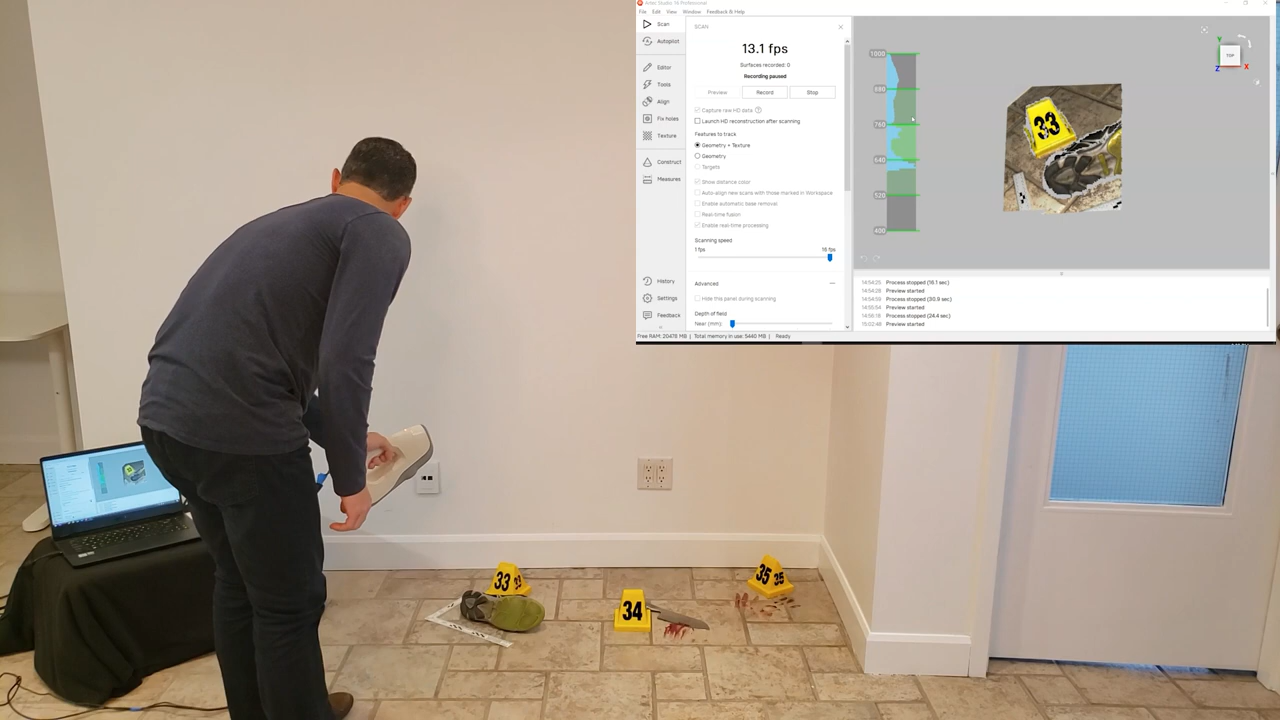 Artec Studio 16 Professional
File Edit View Window Feedback & Help
Scan
Autopilot
Editor
Tools
Align
Fix holes
Texture
Construct
Measures
History
Settings
Feedback
SCAN
13.1 fps
Surfaces recorded: 0
Recording paused
Preview Record Stop
Capture raw HD data ?
Launch HD reconstruction after scanning
Features to track
Geometry + Texture
Geometry
Targets
Show distance color
Auto-align new scans with those marked in Workspace
Enable automatic base removal
Real-time fusion
Enable real-time processing
Scanning speed
1 fps 16 fps
Advanced
Hide this panel during scanning
Depth of field
Near (mm):
1000
880
760
640
520
400
33
Y
TOP
Z X
14:54:25 Process stopped (16.1 sec)
14:54:28 Preview started
14:54:59 Process stopped (30.9 sec)
14:55:54 Preview started
14:56:18 Process stopped (24.4 sec)
15:02:48 Preview started
Free RAM: 20478 MB | Total memory in use: 5440 MB | Ready
33 33
34
35 35